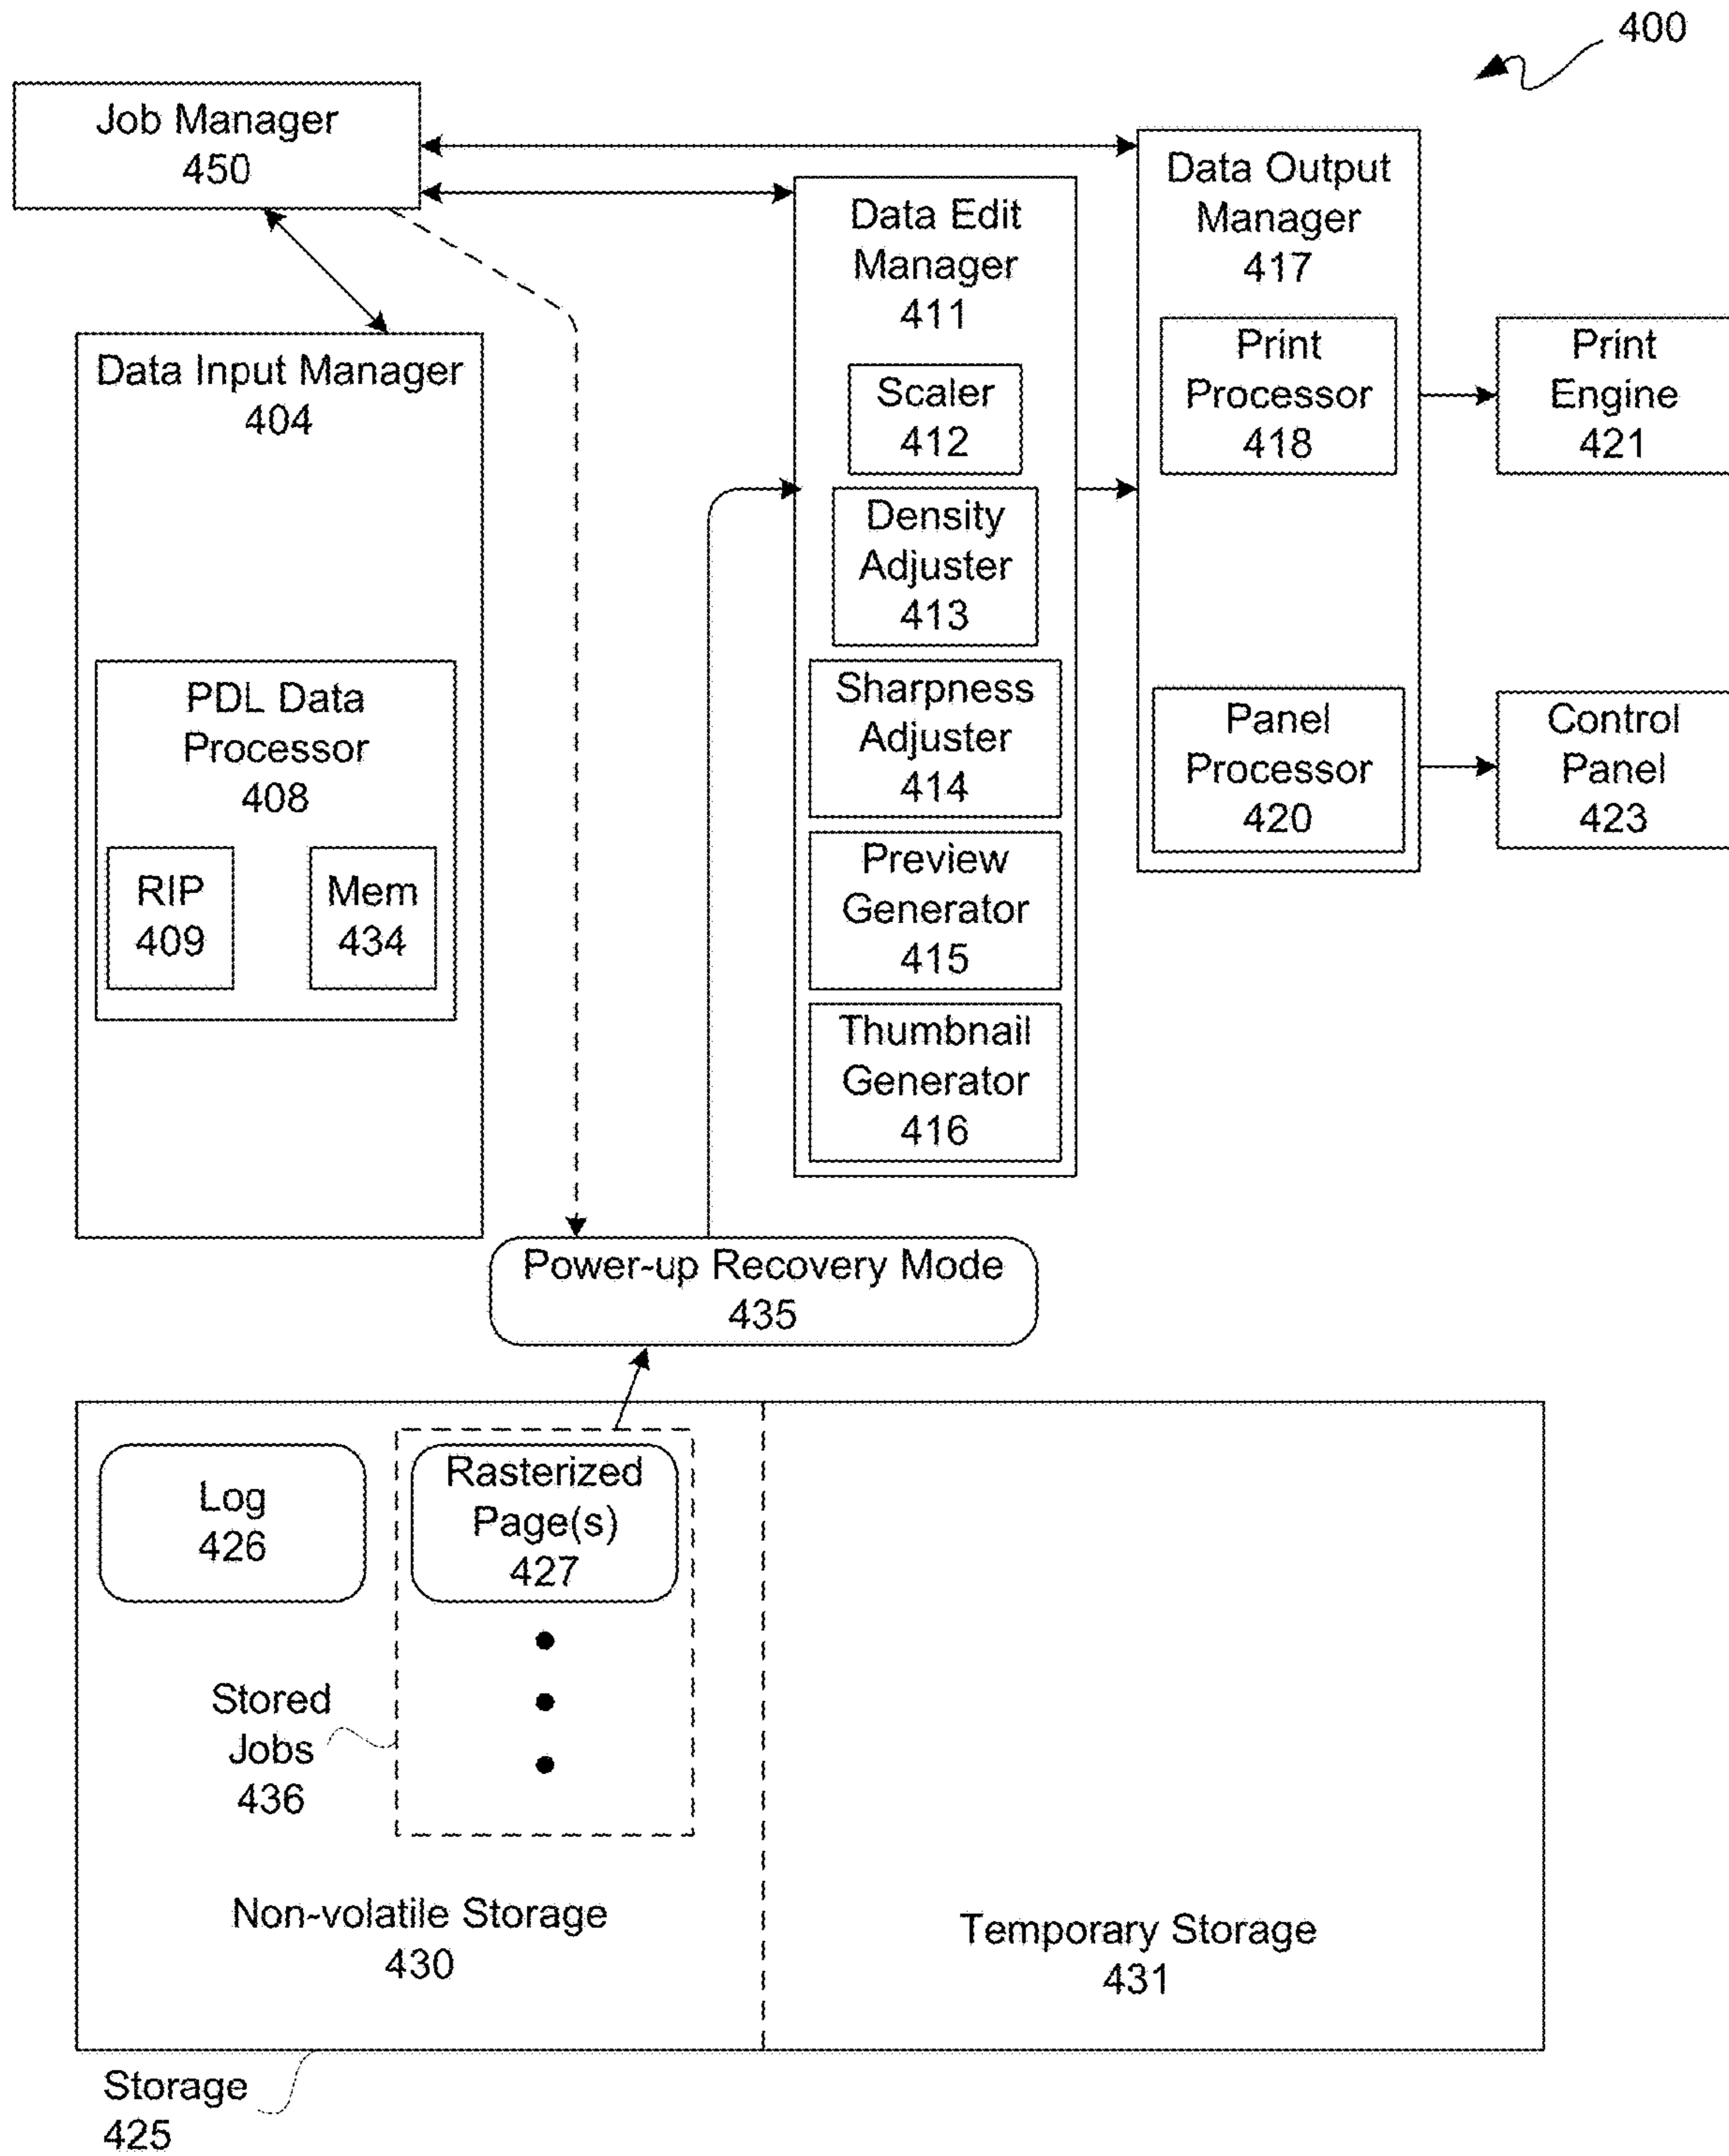 400
Job Manager
450
Data Input Manager
404
PDL Data
Processor
408
RIP
409
Mem
434
Data Edit
Manager
411
Scaler
412
Density
Adjuster
413
Sharpness
Adjuster
414
Preview
Generator
415
Thumbnail
Generator
416
Data Output
Manager
417
Print
Processor
418
Panel
Processor
420
Print
Engine
421
Control
Panel
423
Power-up Recovery Mode
435
Log
426
Rasterized
Page(s)
427
Stored
Jobs
436
Non-volatile Storage
430
Temporary Storage
431
Storage
425